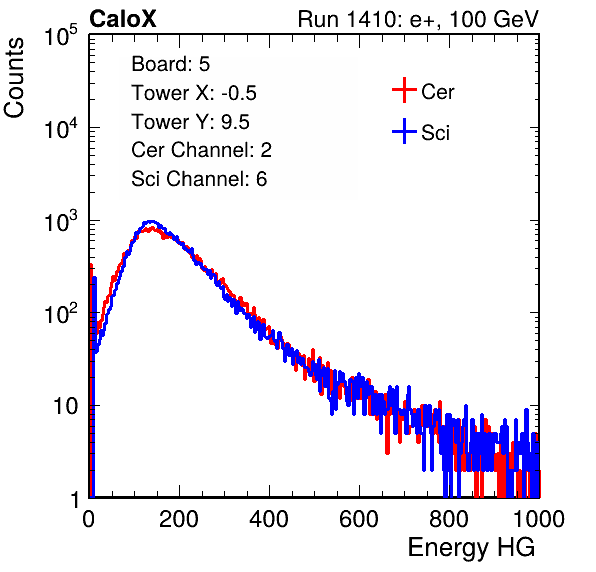 CaloX Run 1410: e+, 100 GeV
Counts
Board: 5
Tower X: -0.5
Tower Y: 9.5
Cer Channel: 2
Sci Channel: 6
Cer
Sci
10^5
10^4
10^3
10^2
10
1
0 200 400 600 800 1000
Energy HG